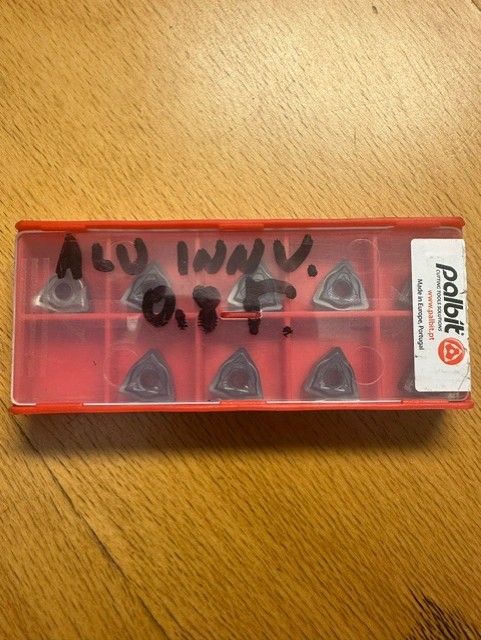 ALU INNV.
0.8 F.
palbit
CUTTING TOOLS SOLUTIONS
www.palbit.pt
Made in Europe, Portugal